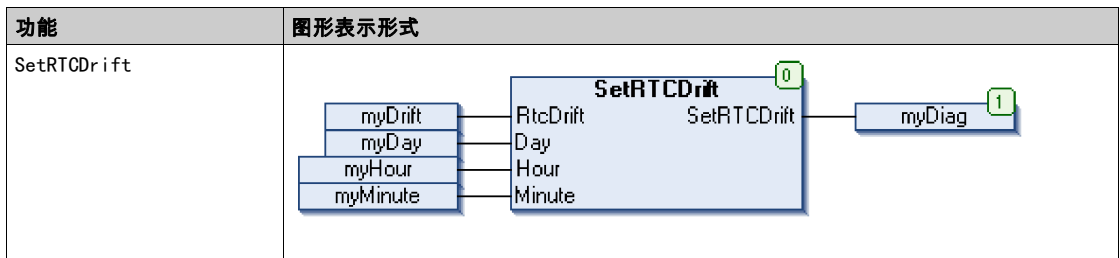 功能 图形表示形式
SetRTCDrift
0
SetRTCDrift
myDrift RtcDrift SetRTCDrift myDiag 1
myDay Day
myHour Hour
myMinute Minute